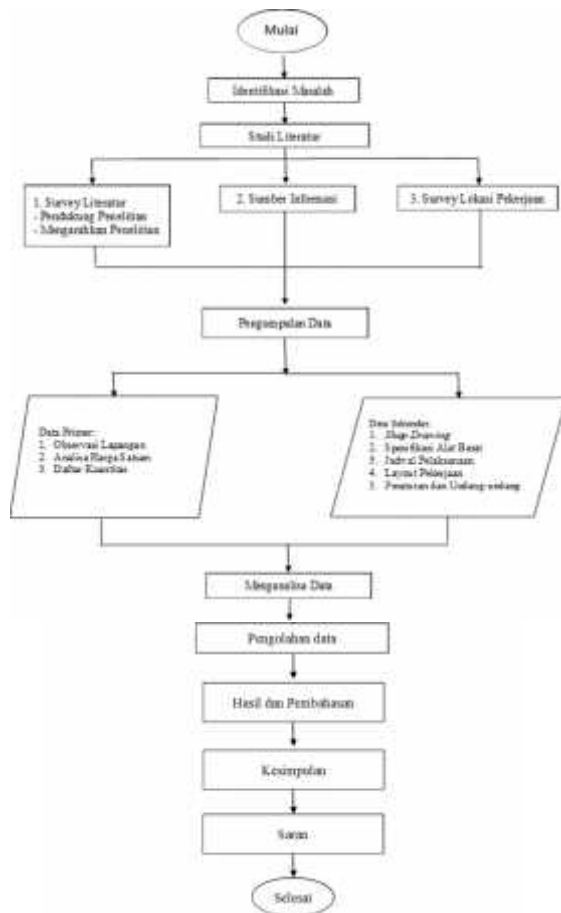 Mulai
Identifikasi Masalah
Studi Literatur
1. Survey Literatur
- Pendukung Penelitian
- Mengarahkan Penelitian
2. Sumber Informasi
3. Survey Lokasi Pekerjaan
Pengumpulan Data
Data Primer:
1. Observasi Lapangan
2. Analisa Harga Satuan
3. Daftar Kuantitas
Data Sekunder:
1. Shop Drawing
2. Spesifikasi Alat Berat
3. Jadwal Pelaksanaan
4. Layout Pekerjaan
5. Peraturan dan Undang-undang
Menganalisa Data
Pengolahan data
Hasil dan Pembahasan
Kesimpulan
Saran
Selesai